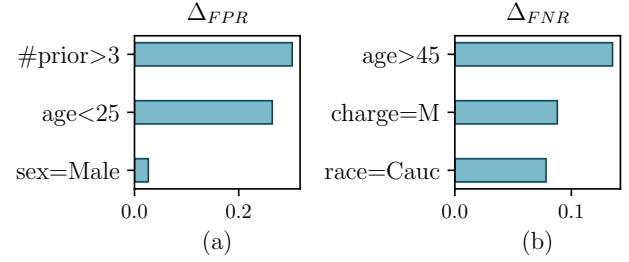 Δ_FPR
#prior>3
age<25
sex=Male
0.0 0.2
(a)
Δ_FNR
age>45
charge=M
race=Cauc
0.0 0.1
(b)